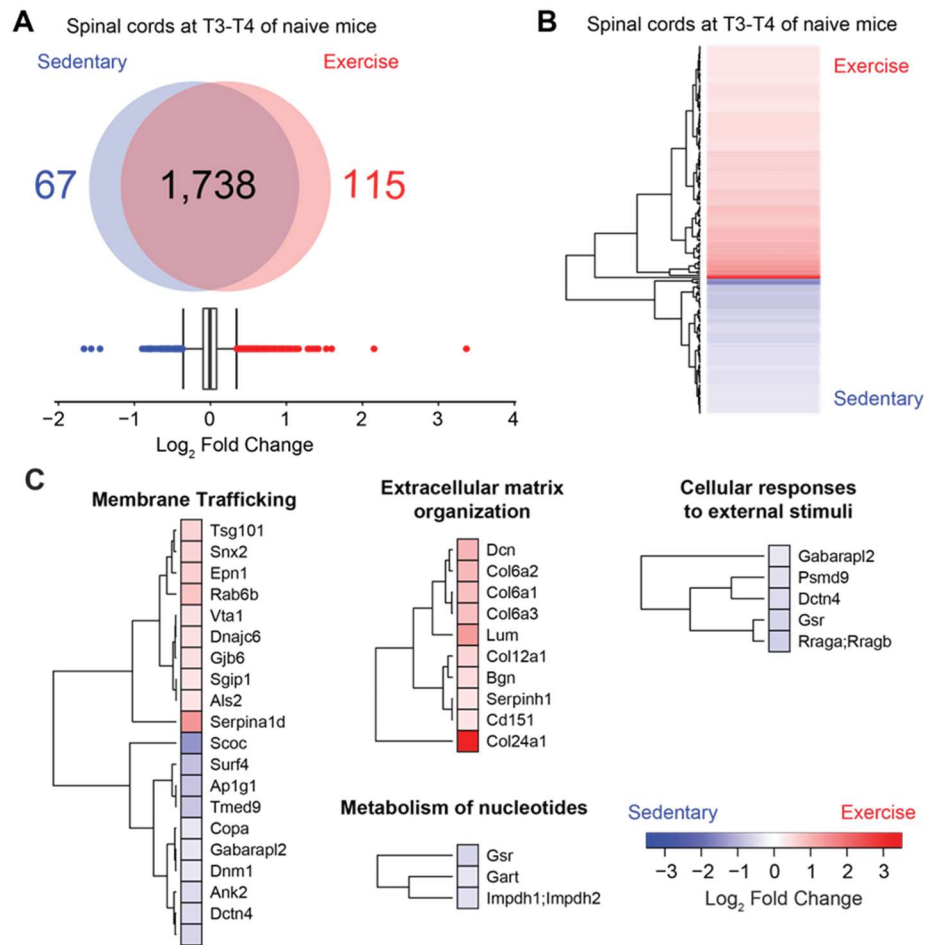 A
Spinal cords at T3-T4 of naive mice
Sedentary
Exercise
67
1,738
115
−2
−1
0
1
2
3
4
Log2 Fold Change
B
Spinal cords at T3-T4 of naive mice
Exercise
Sedentary
C
Membrane Trafficking
Tsg101
Snx2
Epn1
Rab6b
Vta1
Dnajc6
Gjb6
Sgip1
Als2
Serpina1d
Scoc
Surf4
Ap1g1
Tmed9
Copa
Gabarapl2
Dnm1
Ank2
Dctn4
Extracellular matrix
organization
Dcn
Col6a2
Col6a1
Col6a3
Lum
Col12a1
Bgn
Serpinh1
Cd151
Col24a1
Cellular responses
to external stimuli
Gabarapl2
Psmd9
Dctn4
Gsr
Rraga;Rragb
Metabolism of nucleotides
Gsr
Gart
Impdh1;Impdh2
Sedentary
Exercise
−3 −2 −1 0 1 2 3
Log2 Fold Change